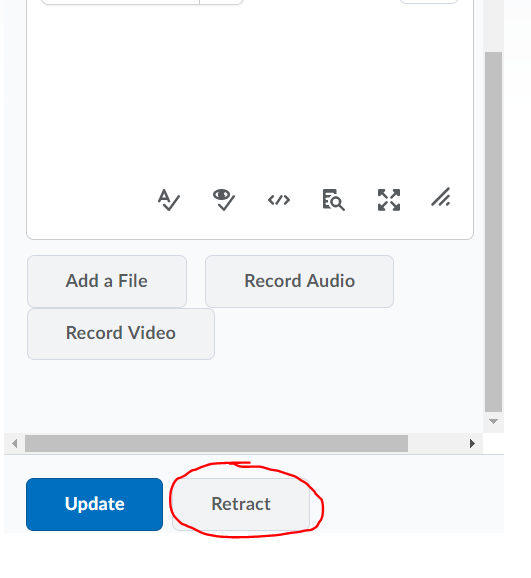 Add a File
Record Audio
Record Video
Update
Retract